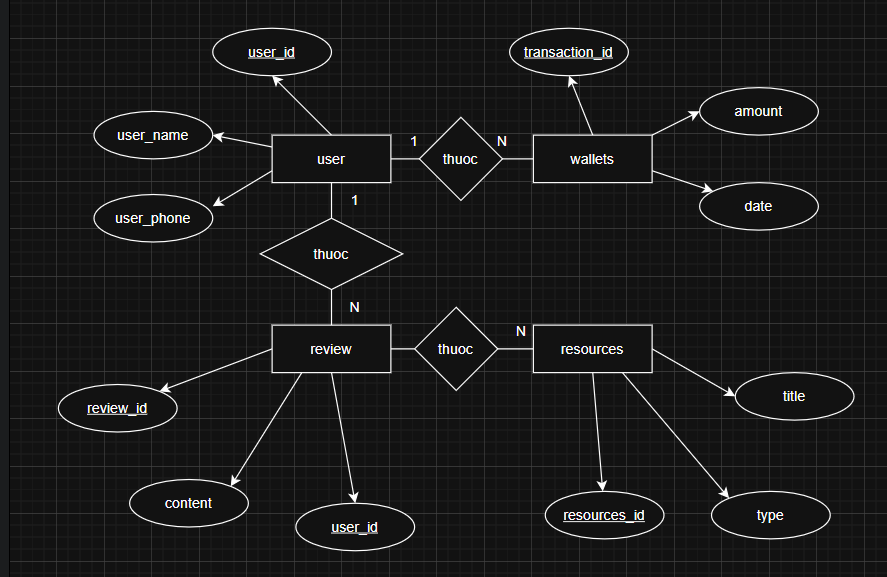 user_id
transaction_id
amount
user_name
user
1
thuoc
N
wallets
user_phone
1
date
thuoc
N
review
thuoc
N
resources
review_id
title
content
user_id
resources_id
type